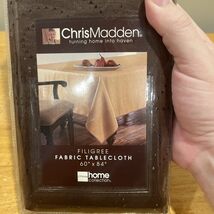 ChrisMadden®
turning home into haven
FILIGREE
FABRIC TABLECLOTH
60" x 84"
home
collection